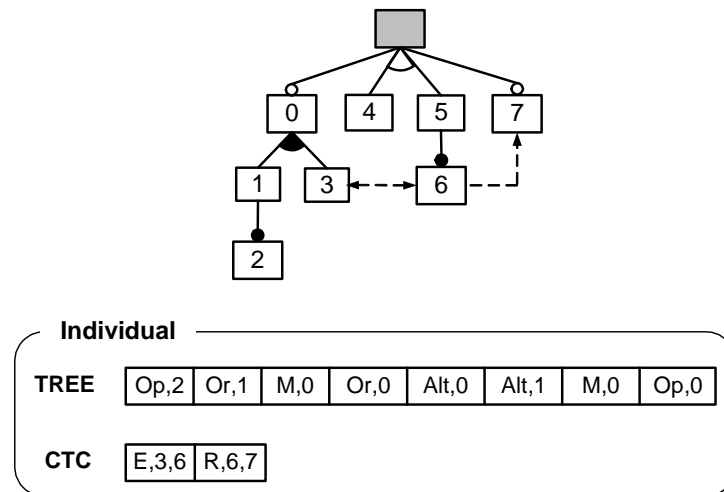 0 4 5 7
1 3 6
2
Individual
TREE Op,2 Or,1 M,0 Or,0 Alt,0 Alt,1 M,0 Op,0
CTC E,3,6 R,6,7